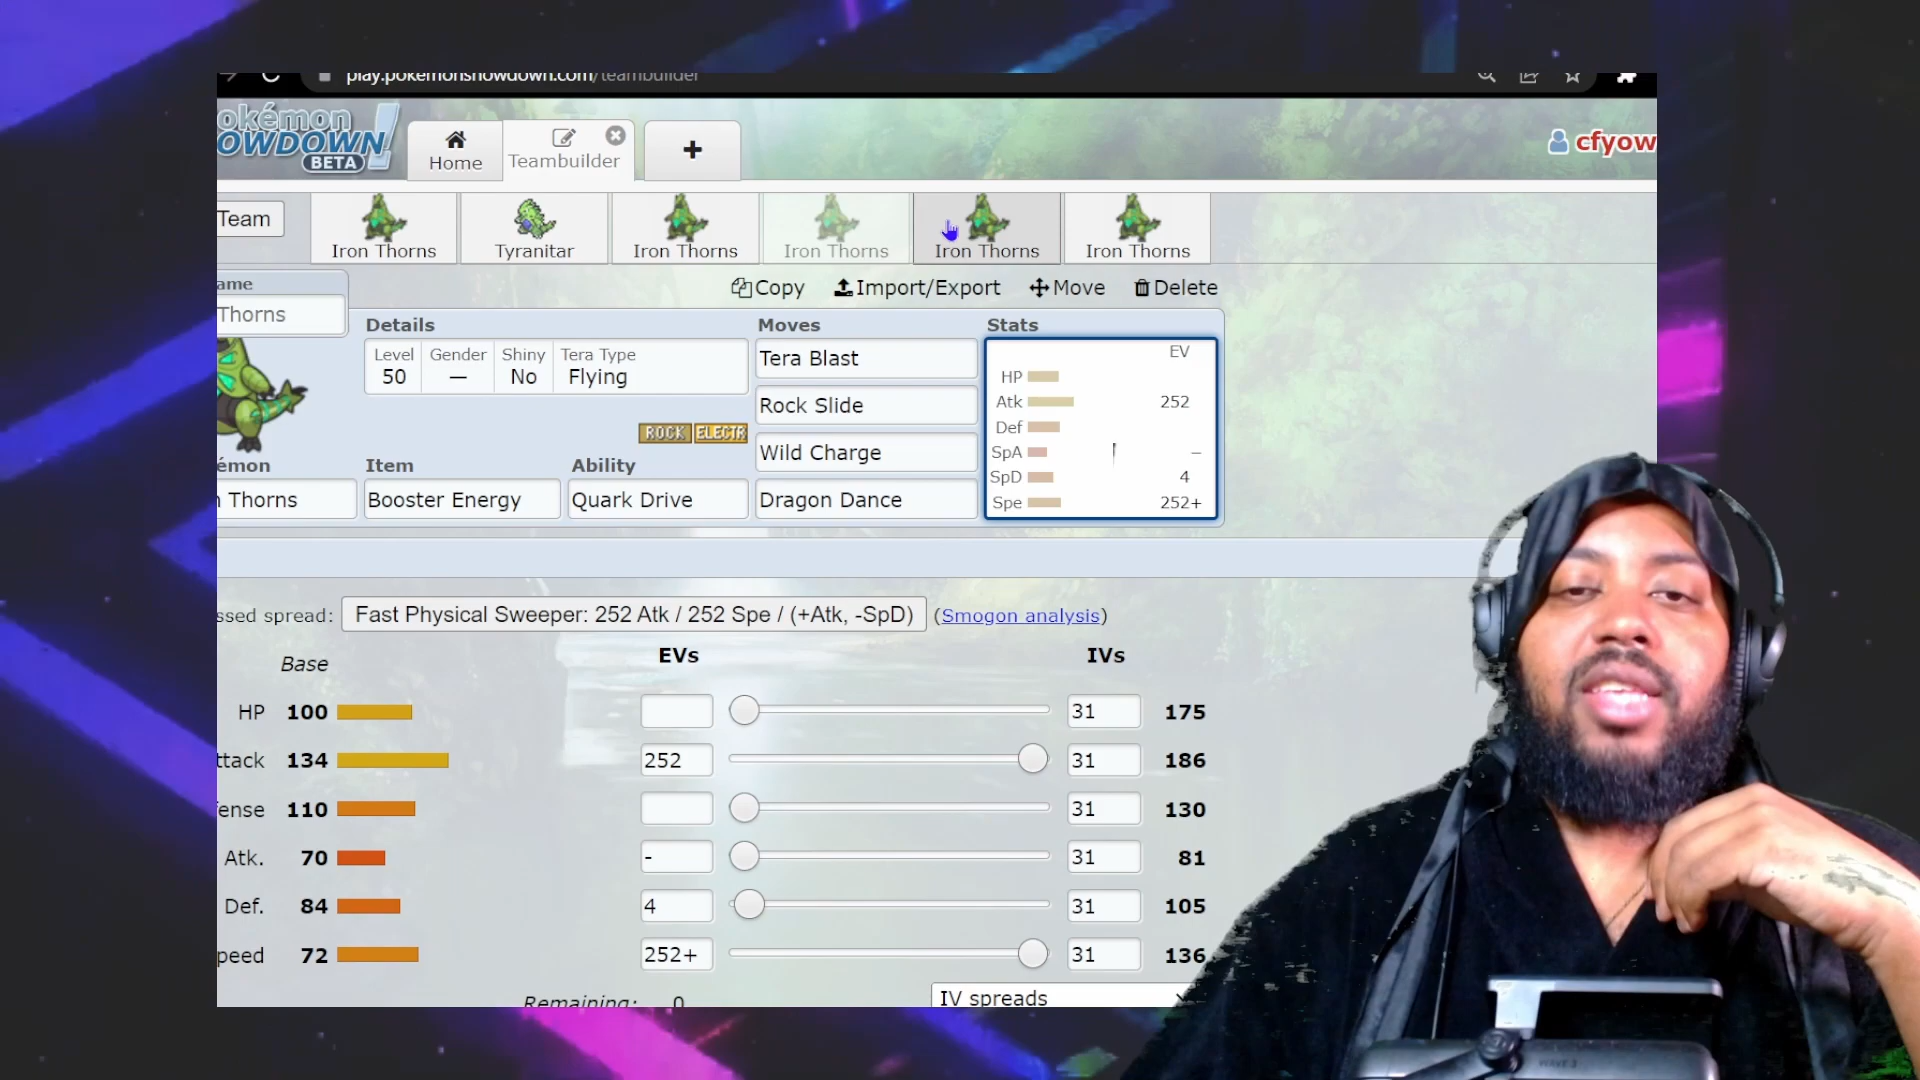 play.pokemonshowdown.com/teambuilder
okémon
OWDOWN!
BETA
Home
Teambuilder
+
cfyow
Team
Iron Thorns
Tyranitar
Iron Thorns
Iron Thorns
Iron Thorns
Iron Thorns
ame
Thorns
Copy
Import/Export
Move
Delete
Details
Moves
Stats
Level
Gender
Shiny
Tera Type
50
—
No
Flying
ROCK
ELECTR
émon
Item
Ability
n Thorns
Booster Energy
Quark Drive
Tera Blast
Rock Slide
Wild Charge
Dragon Dance
EV
HP
Atk 252
Def
SpA –
SpD 4
Spe 252+
ssed spread:
Fast Physical Sweeper: 252 Atk / 252 Spe / (+Atk, -SpD)
(Smogon analysis)
Base
EVs
IVs
HP 100 31 175
ttack 134 252 31 186
ense 110 31 130
Atk. 70 - 31 81
Def. 84 4 31 105
peed 72 252+ 31 136
Remaining: 0
IV spreads
WAVE:3